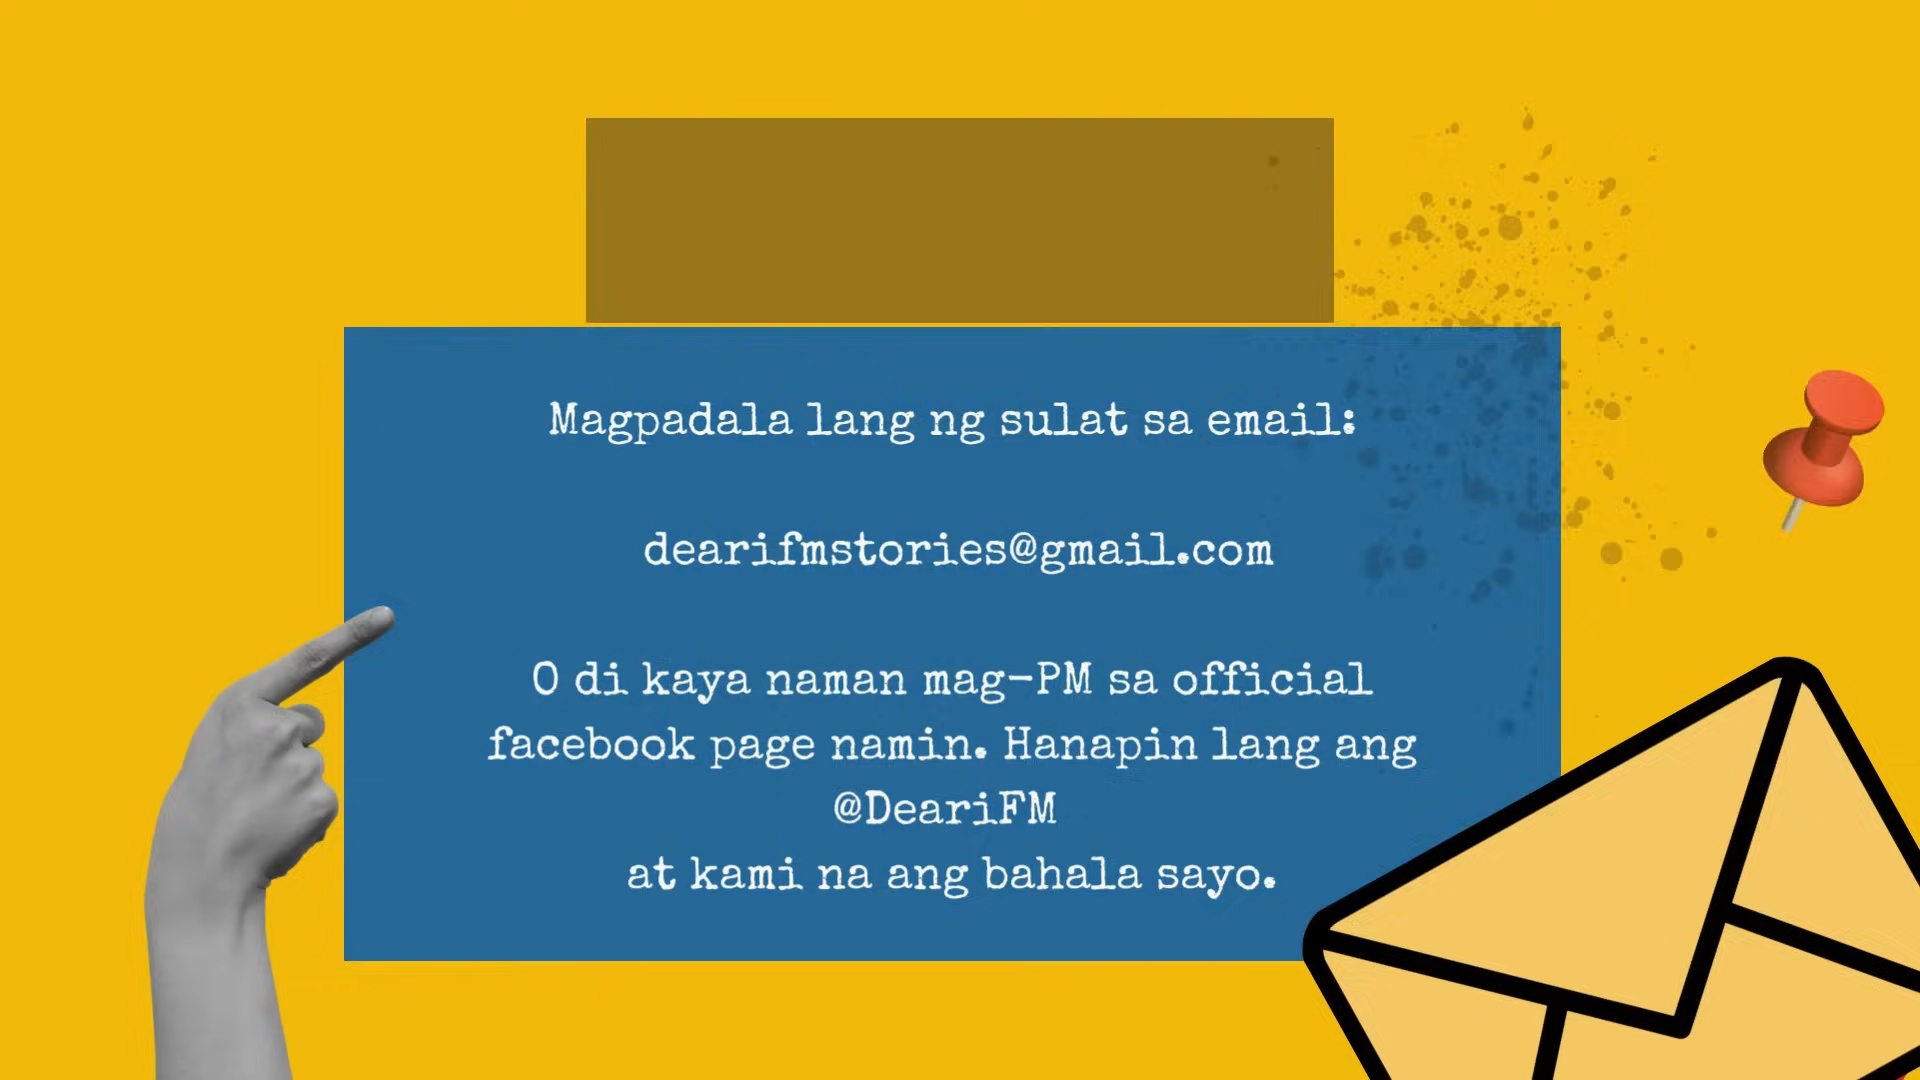 Magpadala lang ng sulat sa email:
dearifmstories@gmail.com
O di kaya naman mag-PM sa official
facebook page namin. Hanapin lang ang
@DeariFM
at kami na ang bahala sayo.